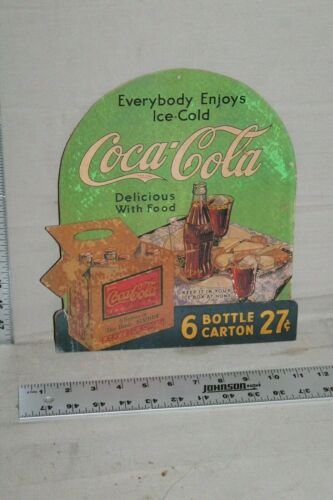 Everybody Enjoys
Ice-Cold
Coca-Cola
Delicious
With Food
Coca-Cola
KEEP IT IN YOUR
ICE BOX AT HOME
6 BOTTLE
CARTON 27¢
JOHNSON